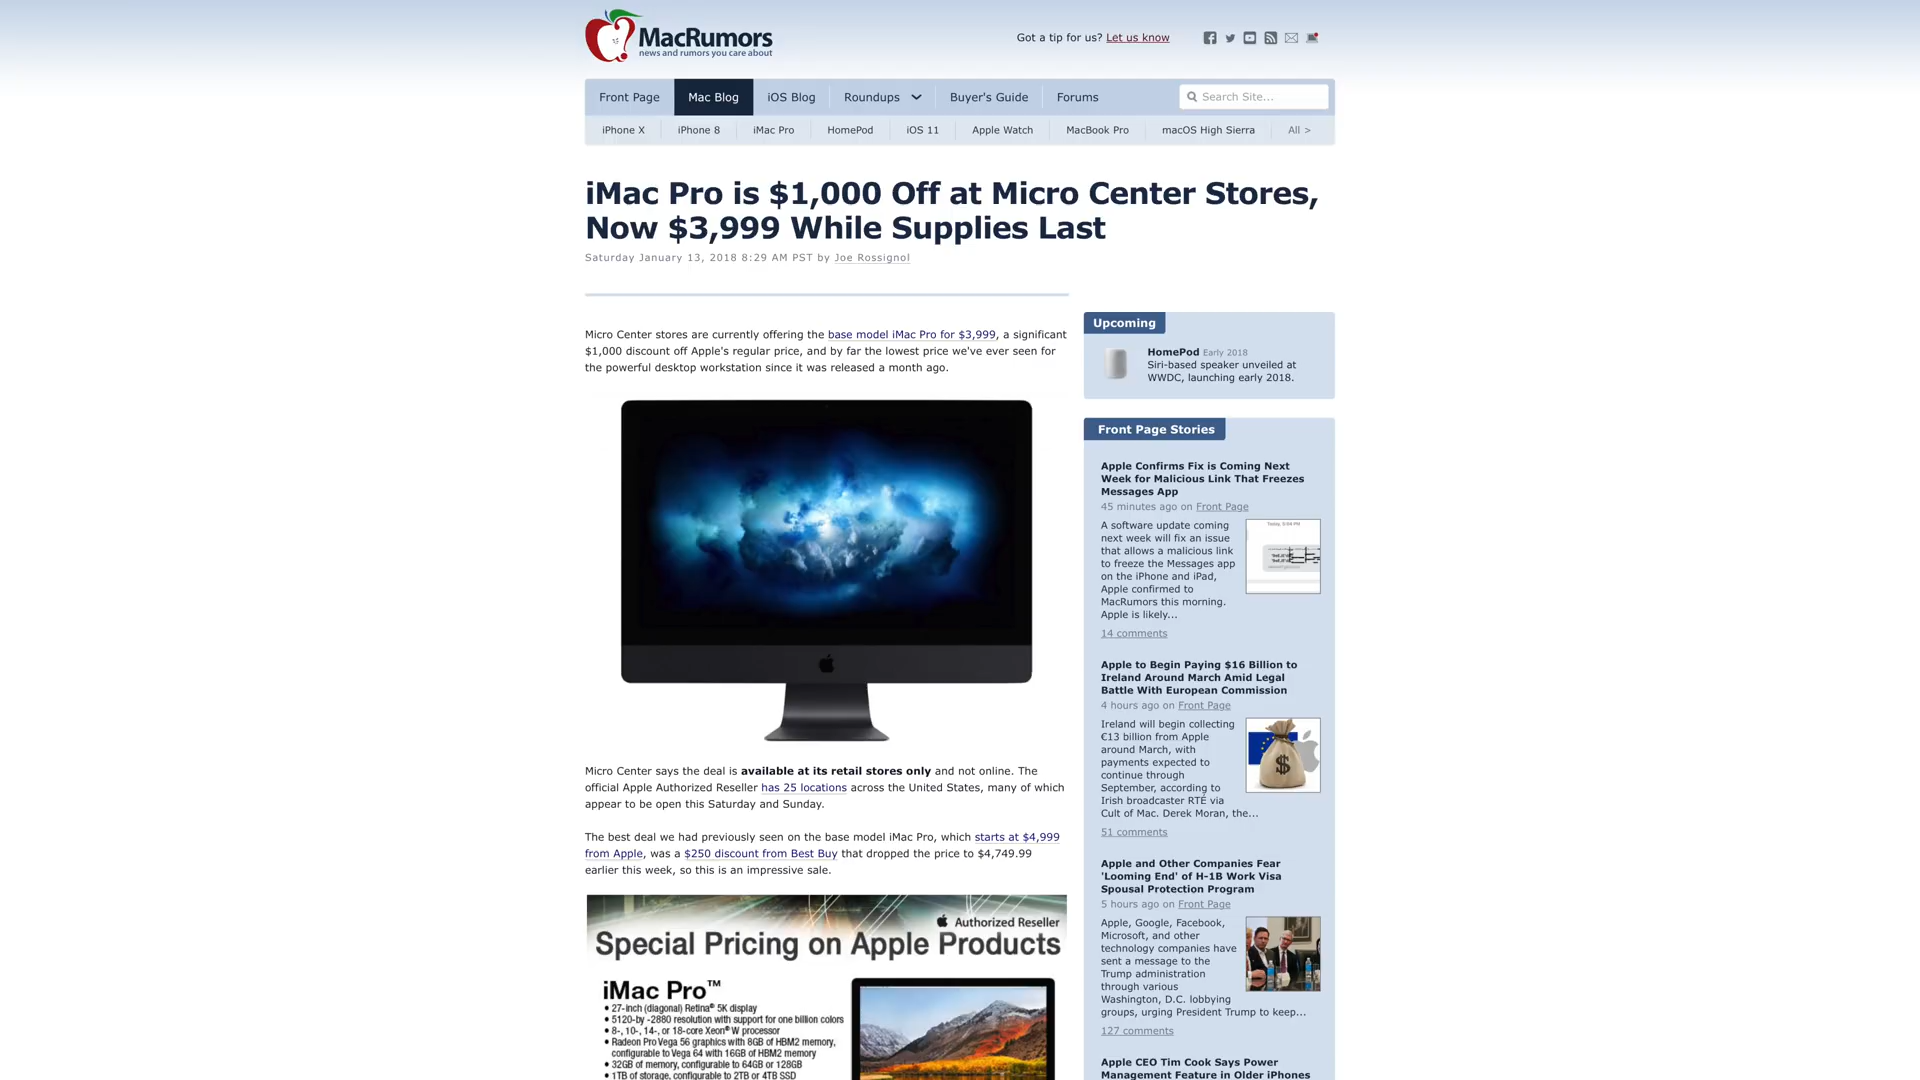 MacRumors
news and rumors you care about
Got a tip for us? Let us know
Front Page
Mac Blog
iOS Blog
Roundups
Buyer's Guide
Forums
Search Site...
iPhone X
iPhone 8
iMac Pro
HomePod
iOS 11
Apple Watch
MacBook Pro
macOS High Sierra
All >
iMac Pro is $1,000 Off at Micro Center Stores,
Now $3,999 While Supplies Last
Saturday January 13, 2018 8:29 AM PST by Joe Rossignol
Micro Center stores are currently offering the base model iMac Pro for $3,999, a significant
$1,000 discount off Apple's regular price, and by far the lowest price we've ever seen for
the powerful desktop workstation since it was released a month ago.
Micro Center says the deal is available at its retail stores only and not online. The
official Apple Authorized Reseller has 25 locations across the United States, many of which
appear to be open this Saturday and Sunday.
The best deal we had previously seen on the base model iMac Pro, which starts at $4,999
from Apple, was a $250 discount from Best Buy that dropped the price to $4,749.99
earlier this week, so this is an impressive sale.
Authorized Reseller
Special Pricing on Apple Products
iMac Pro™
• 27-inch (diagonal) Retina® 5K display
• 5120-by -2880 resolution with support for one billion colors
• 8-, 10-, 14-, or 18-core Xeon® W processor
• Radeon Pro Vega 56 graphics with 8GB of HBM2 memory,
configurable to Vega 64 with 16GB of HBM2 memory
• 32GB of memory, configurable to 64GB or 128GB
• 1TB of storage, configurable to 2TB or 4TB SSD
Upcoming
HomePod Early 2018
Siri-based speaker unveiled at
WWDC, launching early 2018.
Front Page Stories
Apple Confirms Fix is Coming Next
Week for Malicious Link That Freezes
Messages App
45 minutes ago on Front Page
A software update coming
next week will fix an issue
that allows a malicious link
to freeze the Messages app
on the iPhone and iPad,
Apple confirmed to
MacRumors this morning.
Apple is likely...
14 comments
Apple to Begin Paying $16 Billion to
Ireland Around March Amid Legal
Battle With European Commission
4 hours ago on Front Page
Ireland will begin collecting
€13 billion from Apple
around March, with
payments expected to
continue through
September, according to
Irish broadcaster RTÉ via
Cult of Mac. Derek Moran, the...
51 comments
Apple and Other Companies Fear
'Looming End' of H-1B Work Visa
Spousal Protection Program
5 hours ago on Front Page
Apple, Google, Facebook,
Microsoft, and other
technology companies have
sent a message to the
Trump administration
through various
Washington, D.C. lobbying
groups, urging President Trump to keep...
127 comments
Apple CEO Tim Cook Says Power
Management Feature in Older iPhones